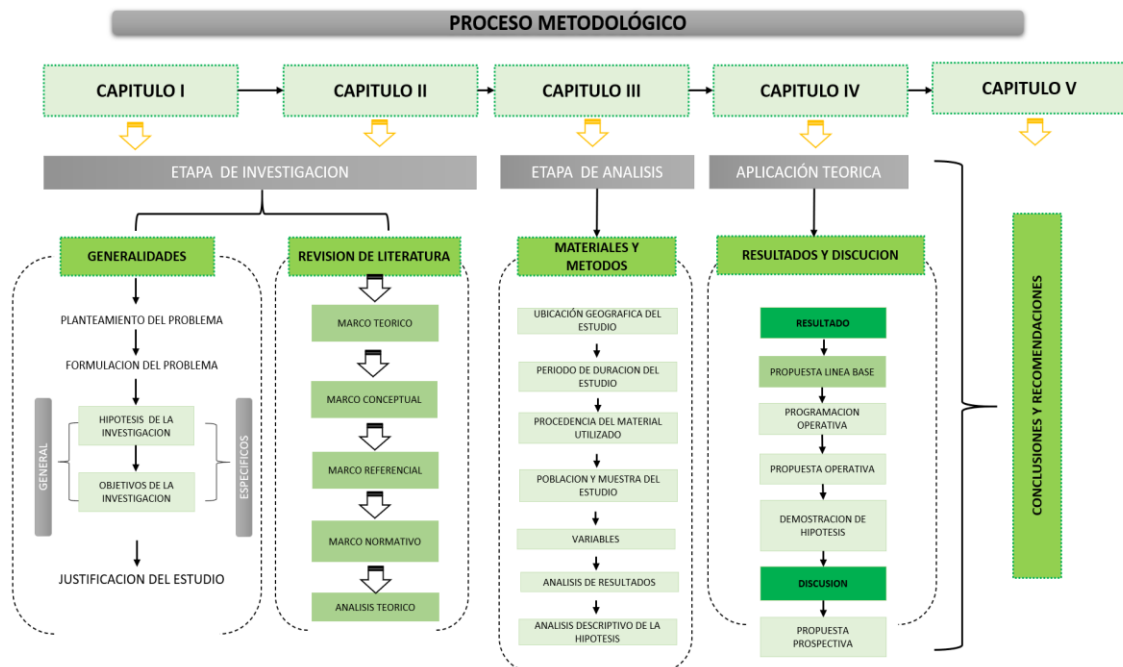 PROCESO METODOLÓGICO
CAPITULO I
CAPITULO II
CAPITULO III
CAPITULO IV
CAPITULO V
ETAPA DE INVESTIGACION
ETAPA DE ANALISIS
APLICACIÓN TEORICA
GENERALIDADES
PLANTEAMIENTO DEL PROBLEMA
FORMULACION DEL PROBLEMA
GENERAL
HIPOTESIS DE LA
INVESTIGACION
OBJETIVOS DE LA
INVESTIGACION
ESPECIFICOS
JUSTIFICACION DEL ESTUDIO
REVISION DE LITERATURA
MARCO TEORICO
MARCO CONCEPTUAL
MARCO REFERENCIAL
MARCO NORMATIVO
ANALISIS TEORICO
MATERIALES Y
METODOS
UBICACIÓN GEOGRAFICA DEL
ESTUDIO
PERIODO DE DURACION DEL
ESTUDIO
PROCEDENCIA DEL MATERIAL
UTILIZADO
POBLACION Y MUESTRA DEL
ESTUDIO
VARIABLES
ANALISIS DE RESULTADOS
ANALISIS DESCRIPTIVO DE LA
HIPOTESIS
RESULTADOS Y DISCUCION
RESULTADO
PROPUESTA LINEA BASE
PROGRAMACION
OPERATIVA
PROPUESTA OPERATIVA
DEMOSTRACION DE
HIPOTESIS
DISCUSION
PROPUESTA
PROSPECTIVA
CONCLUSIONES Y RECOMENDACIONES